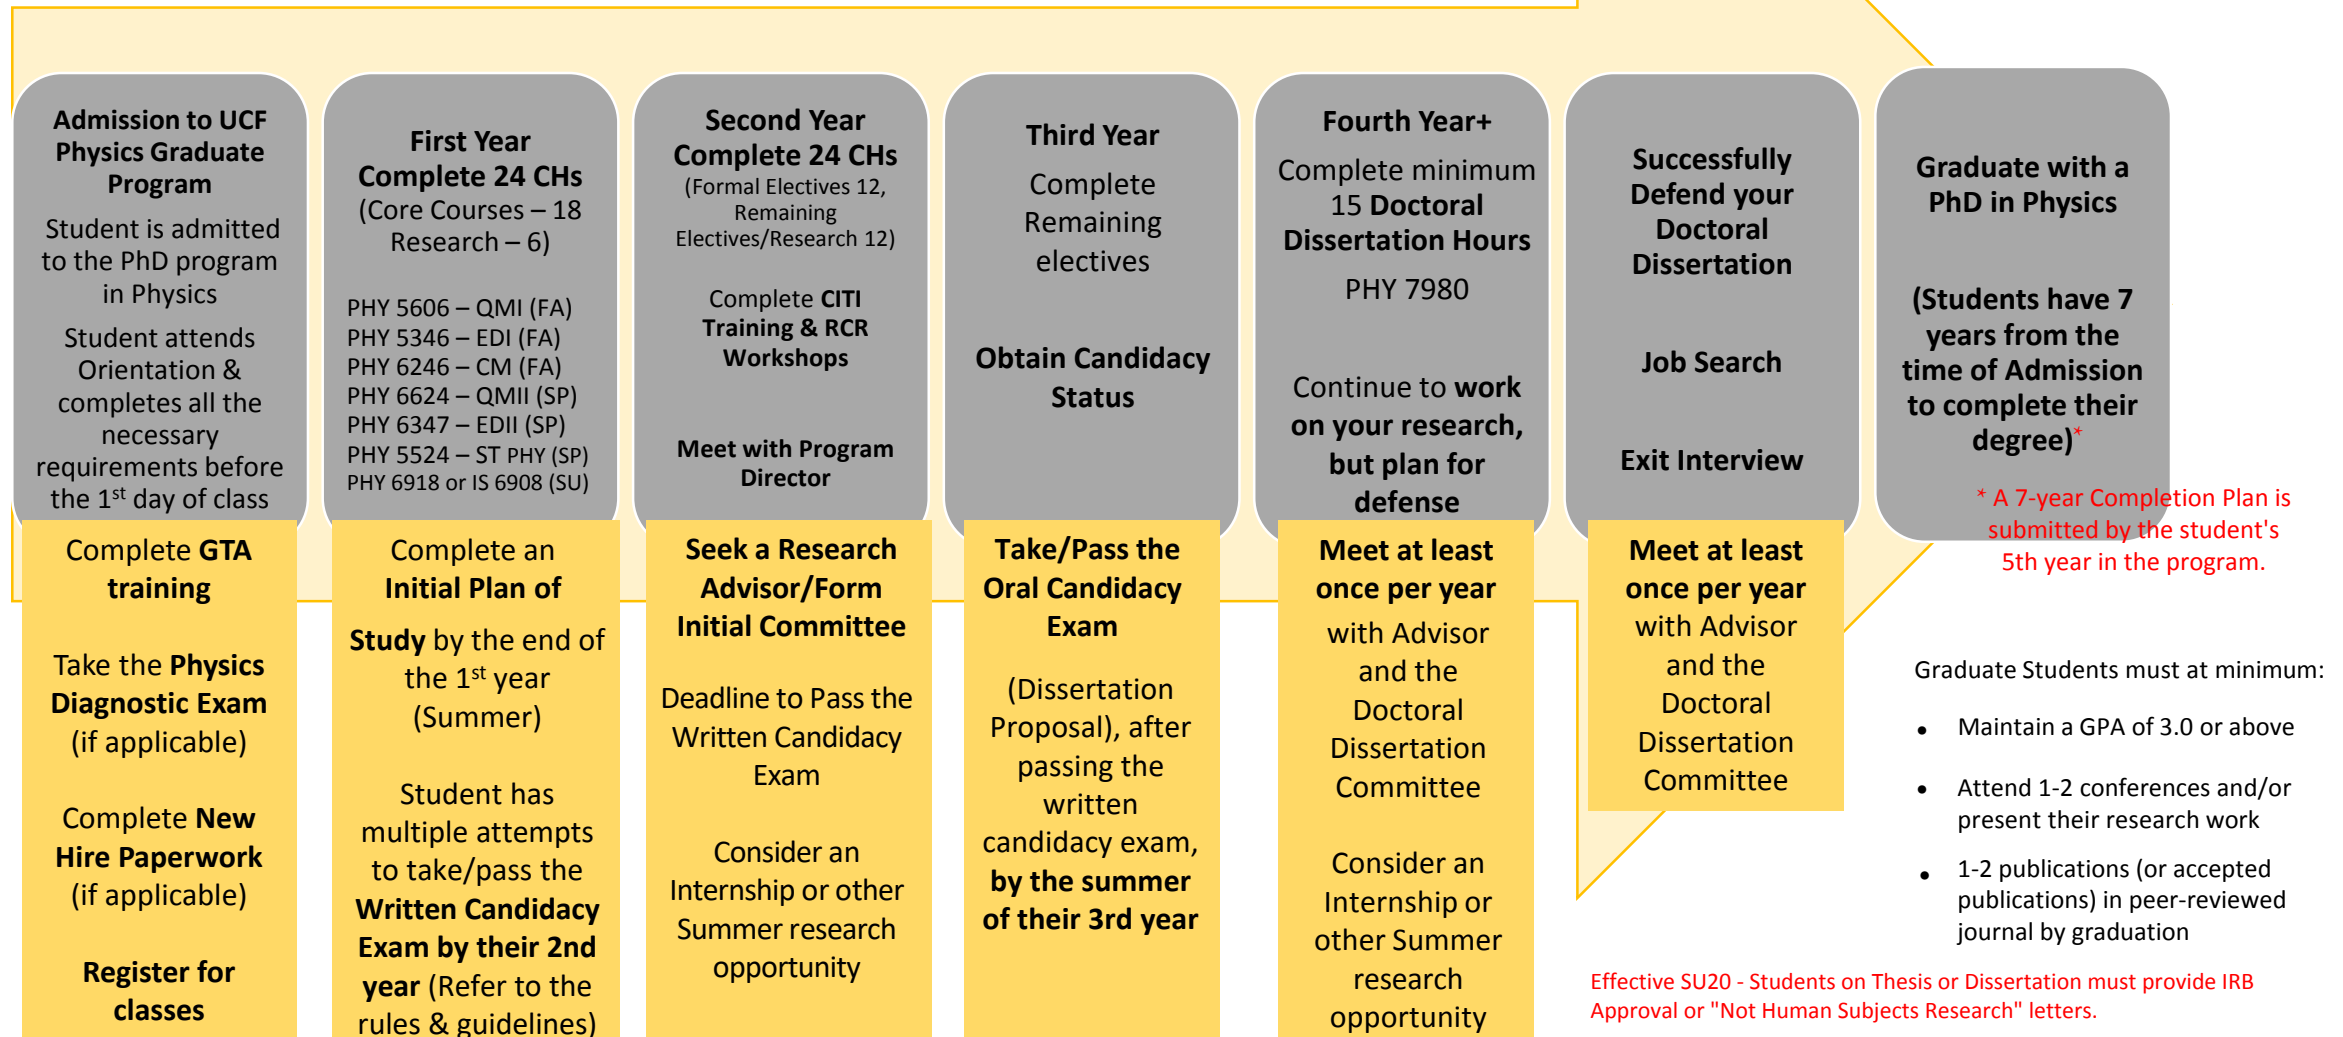 Admission to UCF
Physics Graduate
Program
Student is admitted
to the PhD program
in Physics
Student attends
Orientation &
completes all the
necessary
requirements before
the 1st day of class
Complete GTA
training
Take the Physics
Diagnostic Exam
(if applicable)
Complete New
Hire Paperwork
(if applicable)
Register for
classes
First Year
Complete 24 CHs
(Core Courses – 18
Research – 6)
PHY 5606 – QMI (FA)
PHY 5346 – EDI (FA)
PHY 6246 – CM (FA)
PHY 6624 – QMII (SP)
PHY 6347 – EDII (SP)
PHY 5524 – ST PHY (SP)
PHY 6918 or IS 6908 (SU)
Complete an
Initial Plan of
Study by the end of
the 1st year
(Summer)
Student has
multiple attempts
to take/pass the
Written Candidacy
Exam by their 2nd
year (Refer to the
rules & guidelines)
Second Year
Complete 24 CHs
(Formal Electives 12,
Remaining
Electives/Research 12)
Complete CITI
Training & RCR
Workshops
Meet with Program
Director
Seek a Research
Advisor/Form
Initial Committee
Deadline to Pass the
Written Candidacy
Exam
Consider an
Internship or other
Summer research
opportunity
Third Year
Complete
Remaining
electives
Obtain Candidacy
Status
Take/Pass the
Oral Candidacy
Exam
(Dissertation
Proposal), after
passing the
written
candidacy exam,
by the summer
of their 3rd year
Fourth Year+
Complete minimum
15 Doctoral
Dissertation Hours
PHY 7980
Continue to work
on your research,
but plan for
defense
Meet at least
once per year
with Advisor
and the
Doctoral
Dissertation
Committee
Consider an
Internship or
other Summer
research
opportunity
Successfully
Defend your
Doctoral
Dissertation
Job Search
Exit Interview
Meet at least
once per year
with Advisor
and the
Doctoral
Dissertation
Committee
Graduate with a
PhD in Physics
(Students have 7
years from the
time of Admission
to complete their
degree)*
* A 7-year Completion Plan is
submitted by the student's
5th year in the program.
Graduate Students must at minimum:
• Maintain a GPA of 3.0 or above
• Attend 1-2 conferences and/or
present their research work
• 1-2 publications (or accepted
publications) in peer-reviewed
journal by graduation
Effective SU20 - Students on Thesis or Dissertation must provide IRB
Approval or "Not Human Subjects Research" letters.